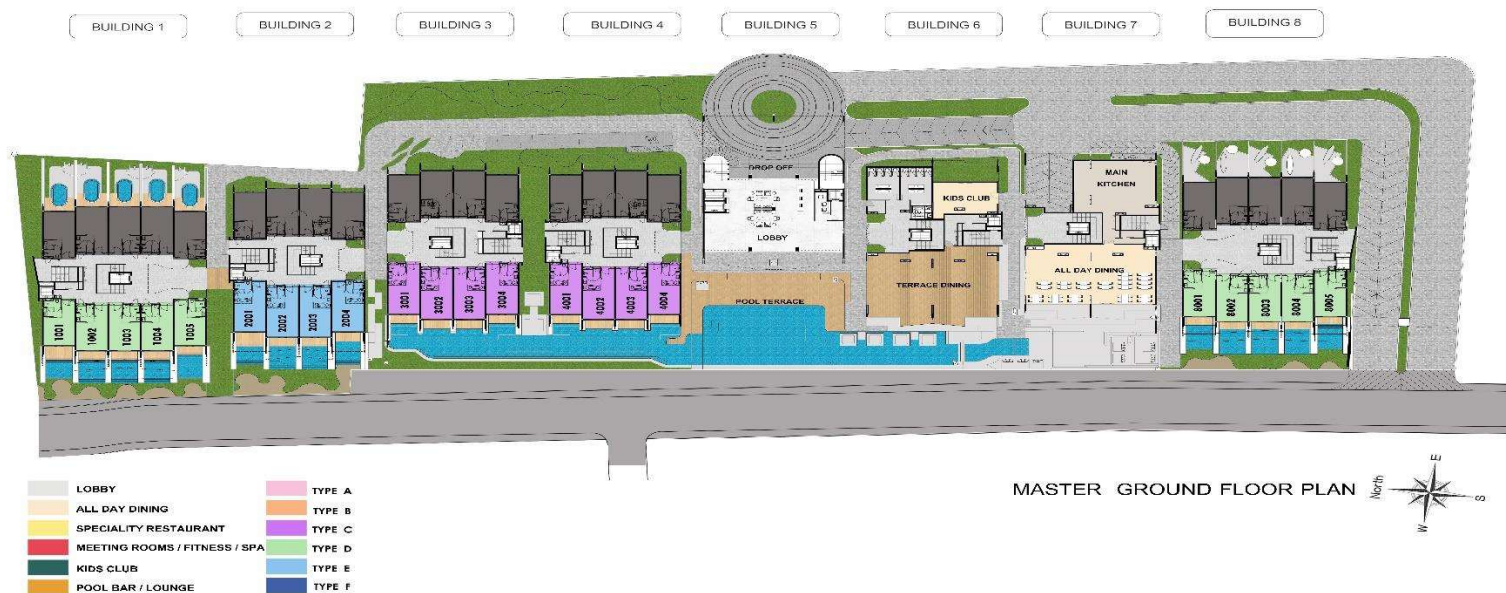 BUILDING 1
BUILDING 2
BUILDING 3
BUILDING 4
BUILDING 5
BUILDING 6
BUILDING 7
BUILDING 8
DROP OFF
LOBBY
KIDS CLUB
MAIN
KITCHEN
TERRACE DINING
ALL DAY DINING
POOL TERRACE
1001
1002
1003
1004
1005
2001
2002
2003
2004
3001
3002
3003
3004
4001
4002
4003
4004
8001
8002
8003
8004
8005
MASTER GROUND FLOOR PLAN
North
E
S
W
LOBBY
ALL DAY DINING
SPECIALITY RESTAURANT
MEETING ROOMS / FITNESS / SPA
KIDS CLUB
POOL BAR / LOUNGE
TYPE A
TYPE B
TYPE C
TYPE D
TYPE E
TYPE F